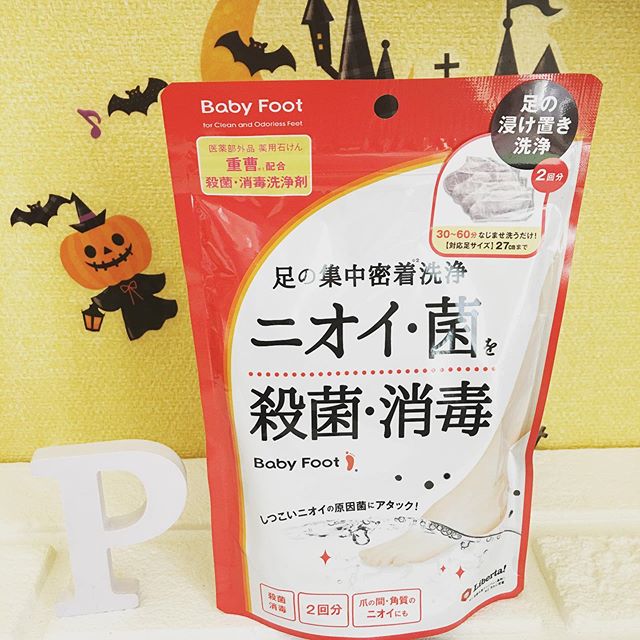 Baby Foot
for Clean and Odorless Feet
医薬部外品 薬用石けん
重曹 配合
殺菌・消毒洗浄剤
足の
浸け置き
洗浄
2回分
30~60分なじませ洗うだけ!
【対応足サイズ】27cmまで
足の集中密着洗浄
ニオイ・菌を
殺菌・消毒
Baby Foot
しつこいニオイの原因菌にアタック!
殺菌
消毒
2回分
爪の間・角質の
ニオイにも
Liberta!
P